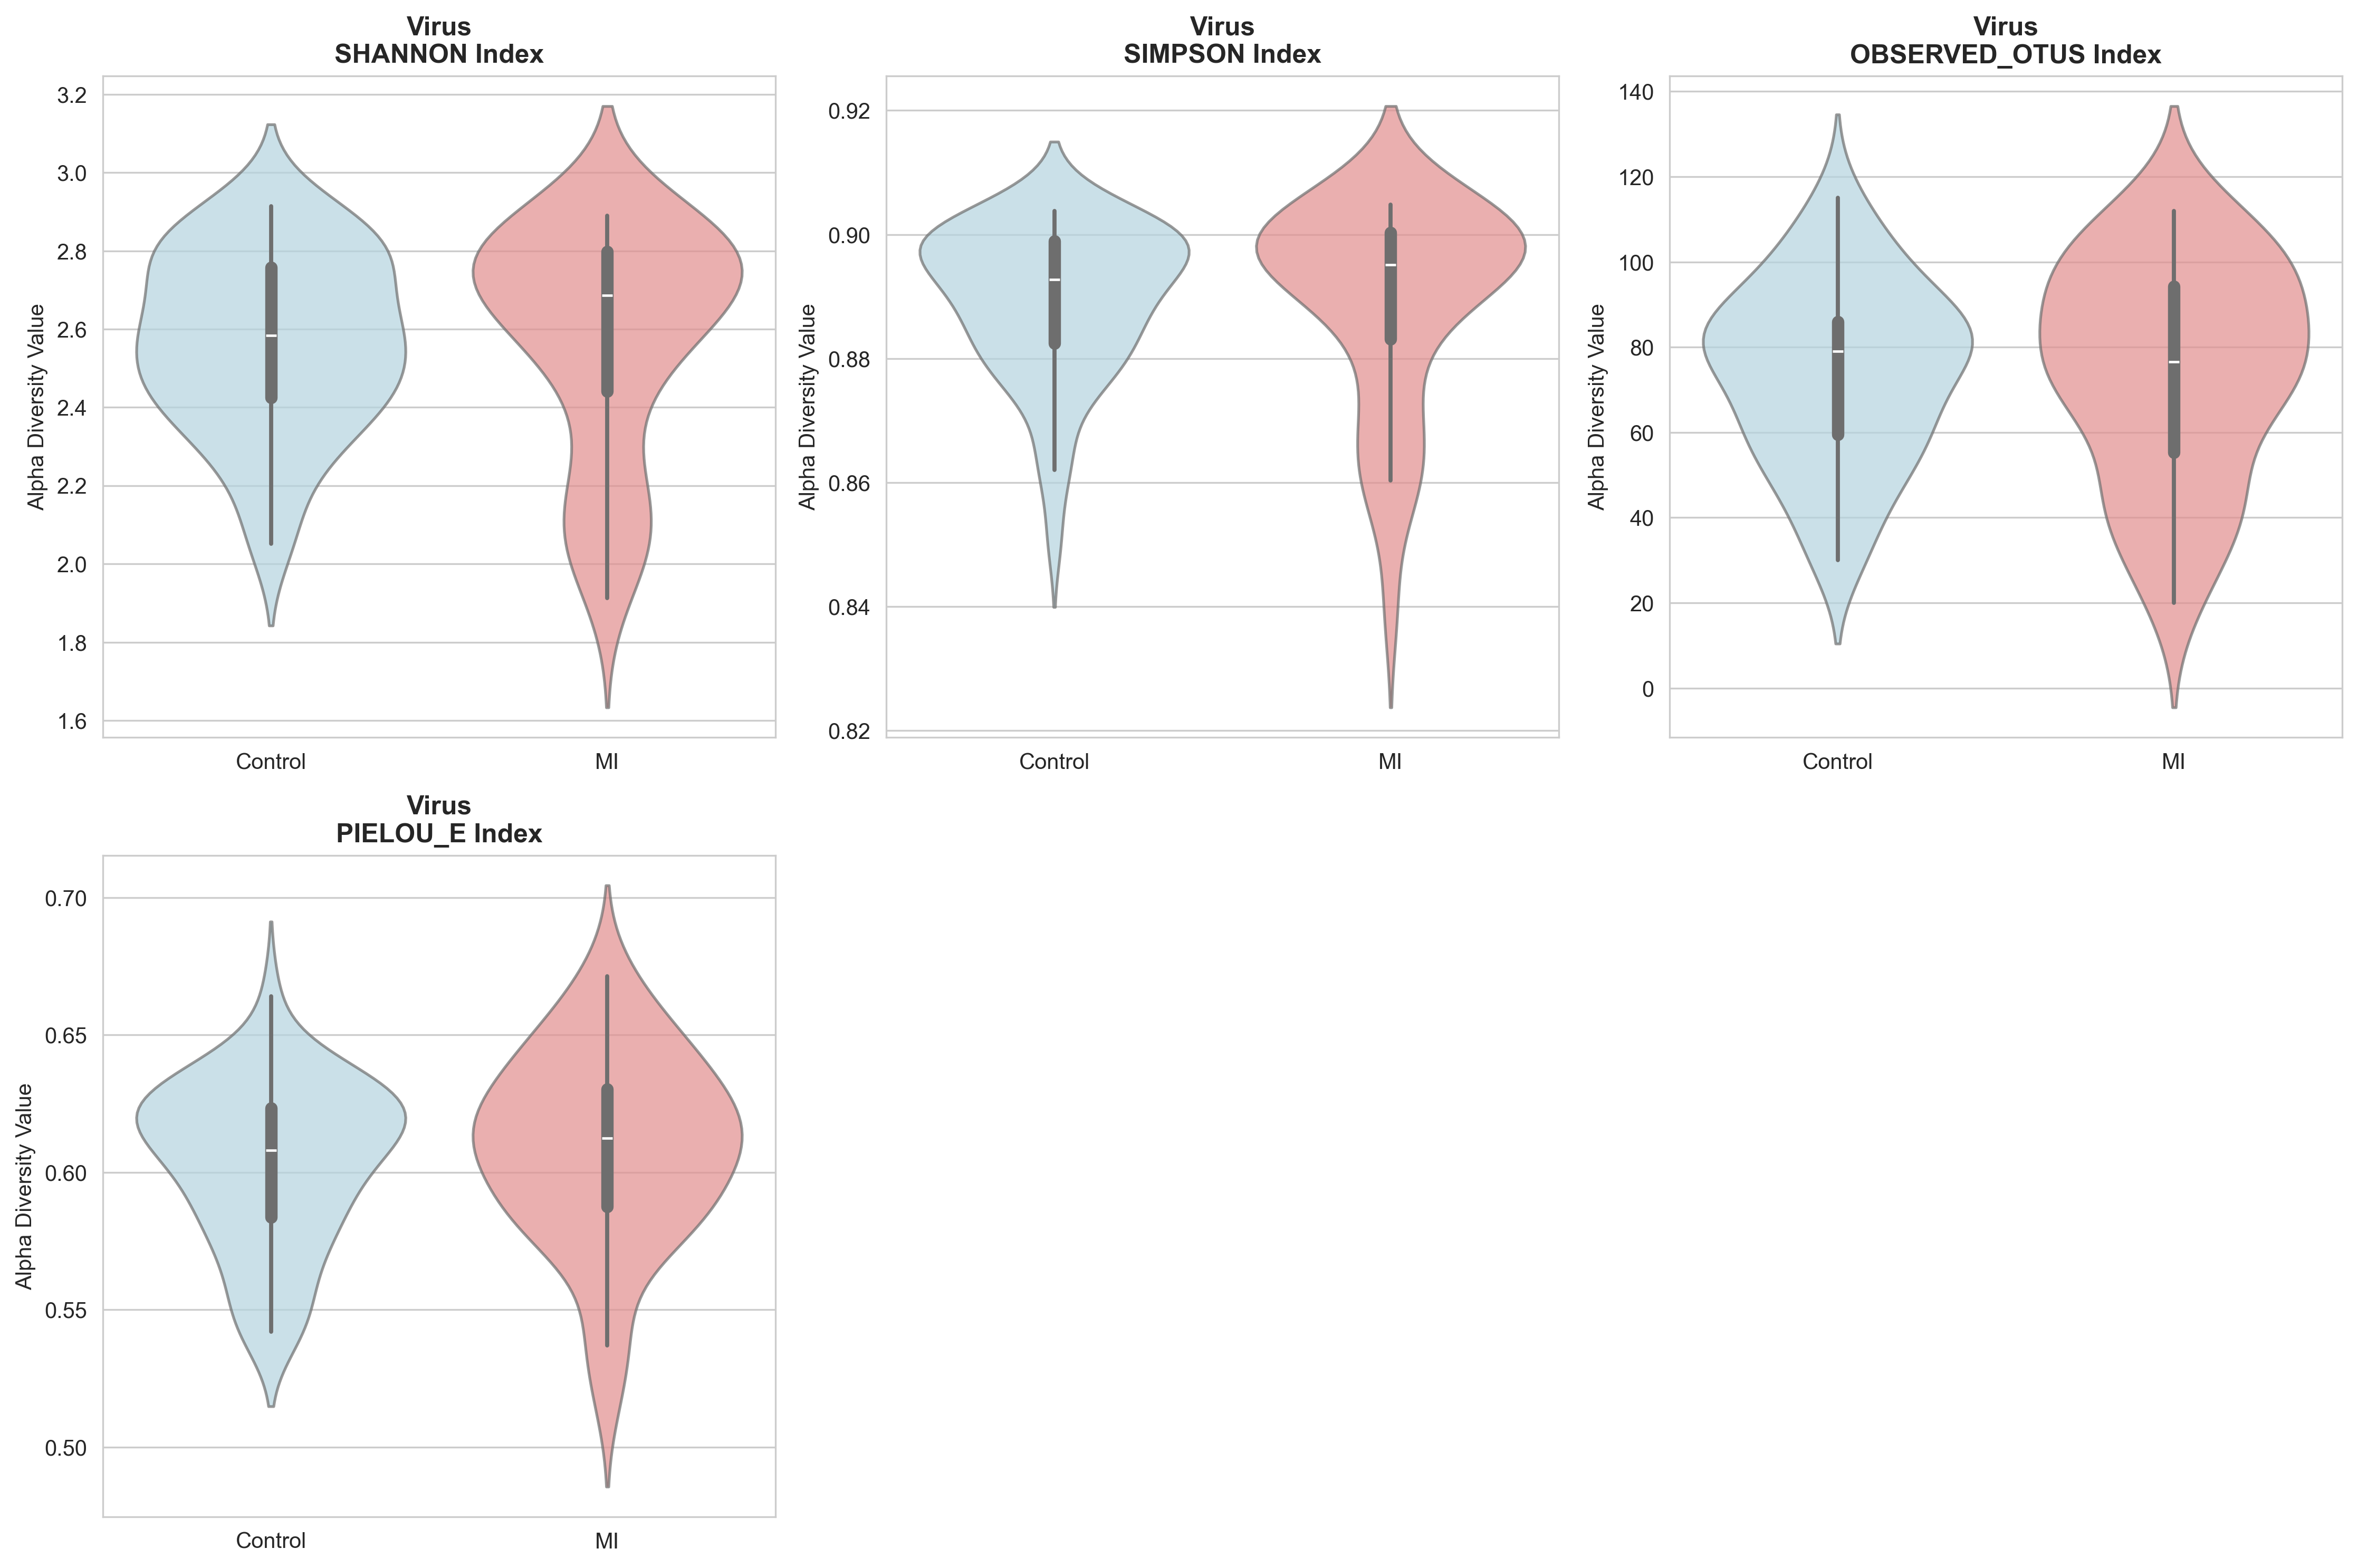 Virus
SHANNON Index
Alpha Diversity Value
3.2
3.0
2.8
2.6
2.4
2.2
2.0
1.8
1.6
Control
MI
Virus
SIMPSON Index
Alpha Diversity Value
0.92
0.90
0.88
0.86
0.84
0.82
Control
MI
Virus
OBSERVED_OTUS Index
Alpha Diversity Value
140
120
100
80
60
40
20
0
Control
MI
Virus
PIELOU_E Index
Alpha Diversity Value
0.70
0.65
0.60
0.55
0.50
Control
MI